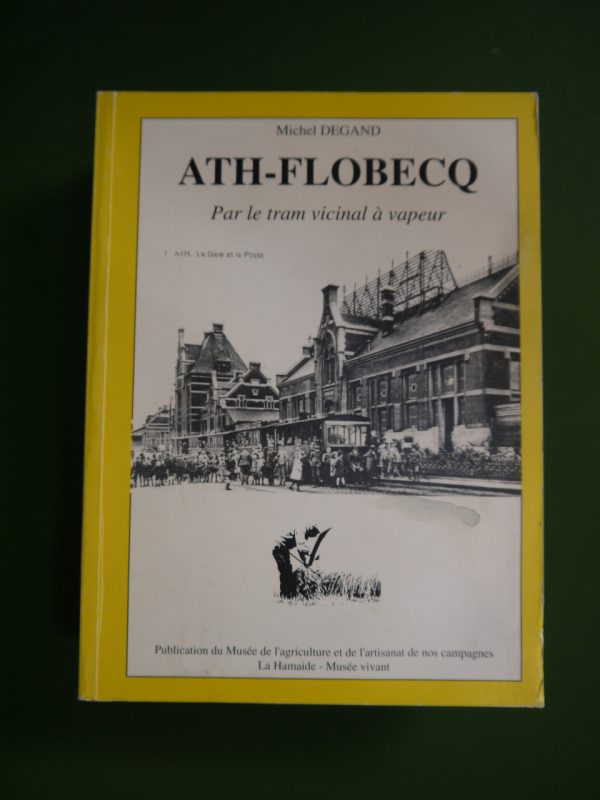 Michel DEGAND
ATH-FLOBECQ
Par le tram vicinal à vapeur
1. ATH. La Gare et la Poste
Publication du Musée de l'agriculture et de l'artisanat de nos campagnes
La Hamaide - Musée vivant